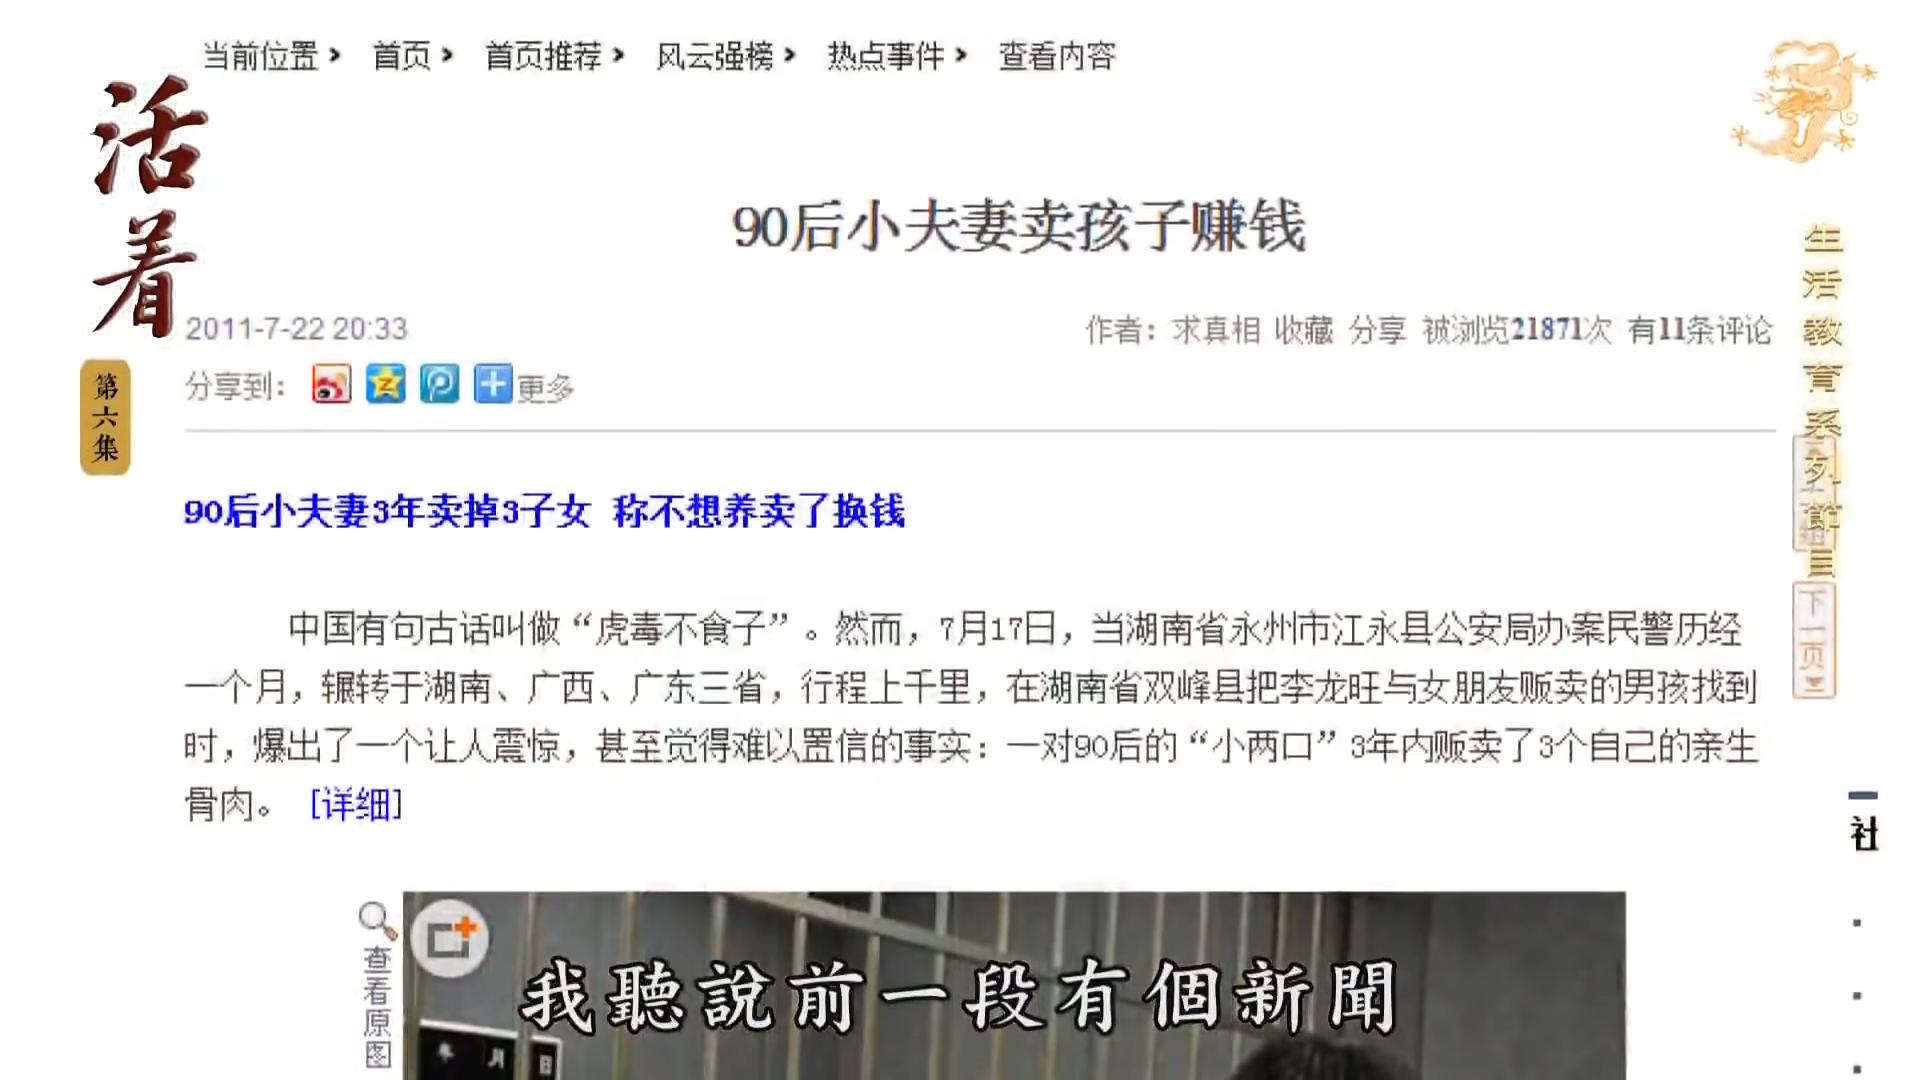 当前位置 > 首页 > 首页推荐 > 风云强榜 > 热点事件 > 查看内容
活着
第六集
生活教育系列節目
90后小夫妻卖孩子赚钱
2011-7-22 20:33
作者：求真相 收藏 分享 被浏览21871次 有11条评论
分享到：
更多
90后小夫妻3年卖掉3子女 称不想养卖了换钱
中国有句古话叫做“虎毒不食子”。然而，7月17日，当湖南省永州市江永县公安局办案民警历经
一个月，辗转于湖南、广西、广东三省，行程上千里，在湖南省双峰县把李龙旺与女朋友贩卖的男孩找到
时，爆出了一个让人震惊，甚至觉得难以置信的事实：一对90后的“小两口”3年内贩卖了3个自己的亲生
骨肉。 [详细]
下一页
社
查看原图
年 月 日
我聽說前一段有個新聞